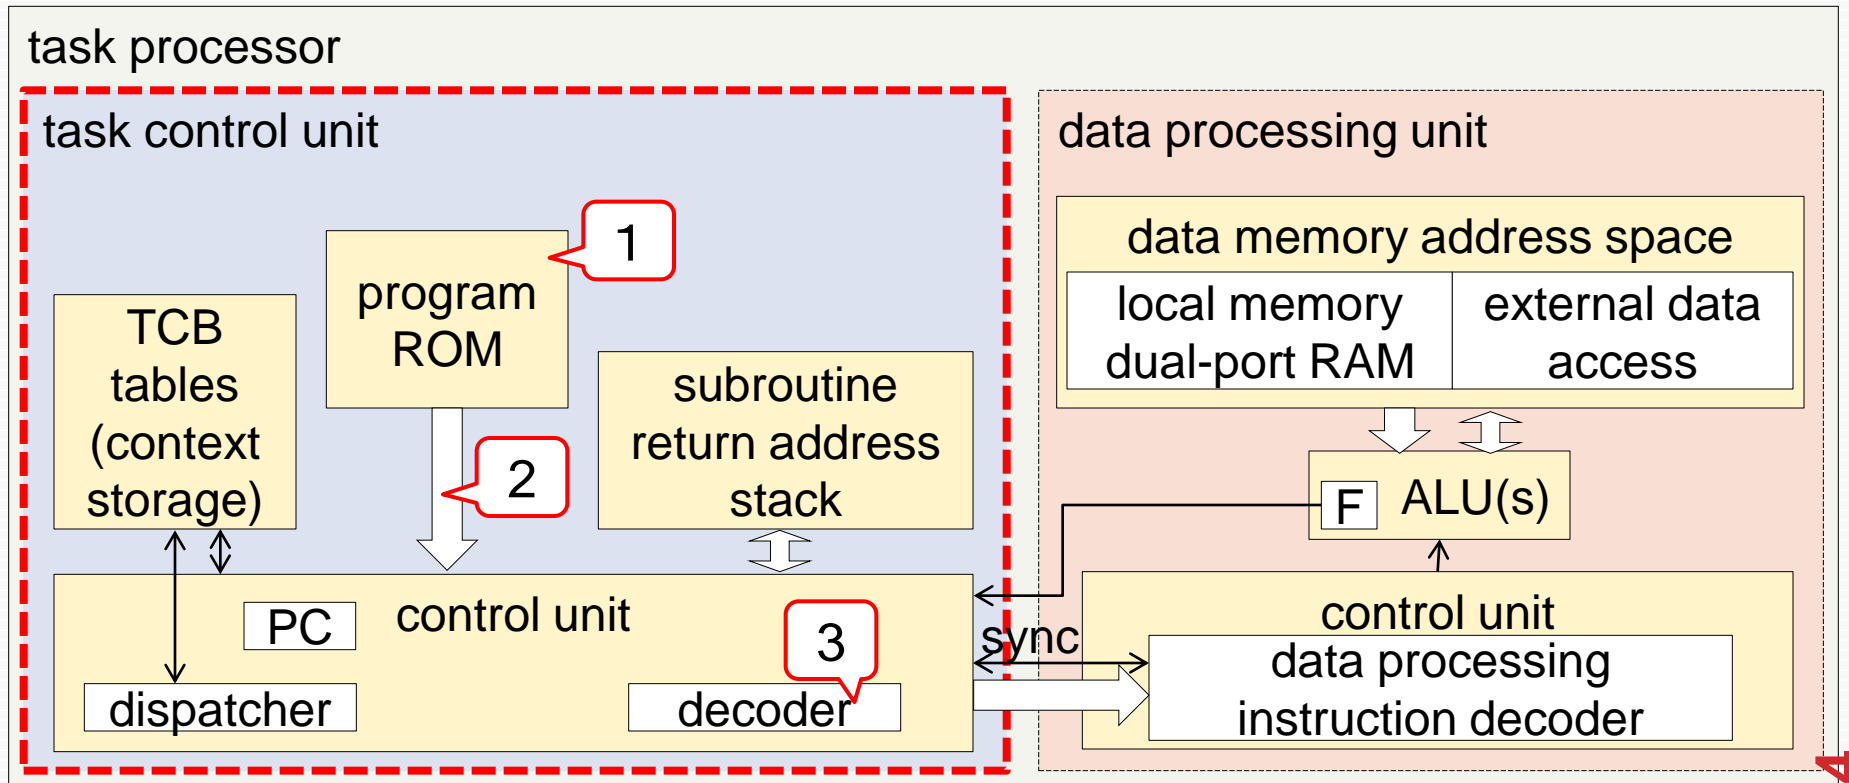 task processor
task control unit
data processing unit
1
program
ROM
TCB
tables
(context
storage)
subroutine
return address
stack
2
data memory address space
local memory
dual-port RAM
external data
access
F
ALU(s)
control unit
PC
3
dispatcher
decoder
sync
control unit
data processing
instruction decoder
4